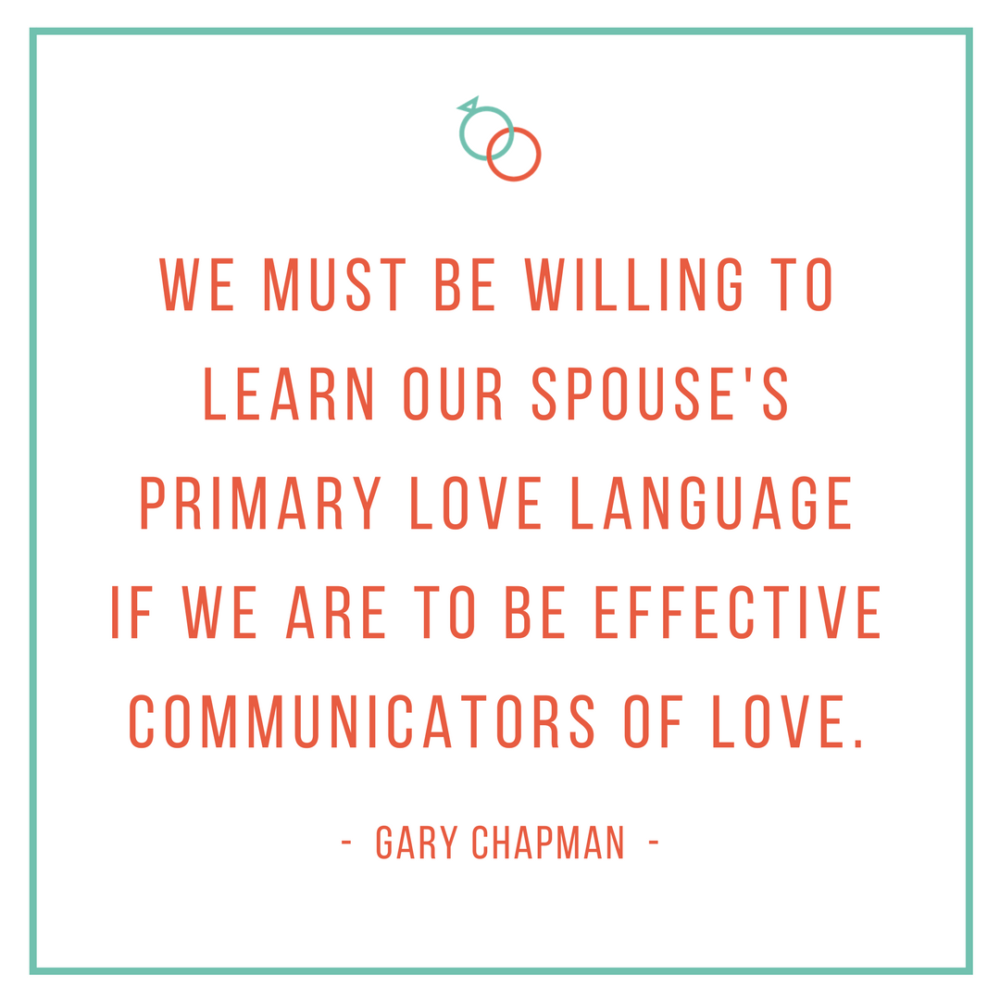 WE MUST BE WILLING TO
LEARN OUR SPOUSE'S
PRIMARY LOVE LANGUAGE
IF WE ARE TO BE EFFECTIVE
COMMUNICATORS OF LOVE.
- GARY CHAPMAN -